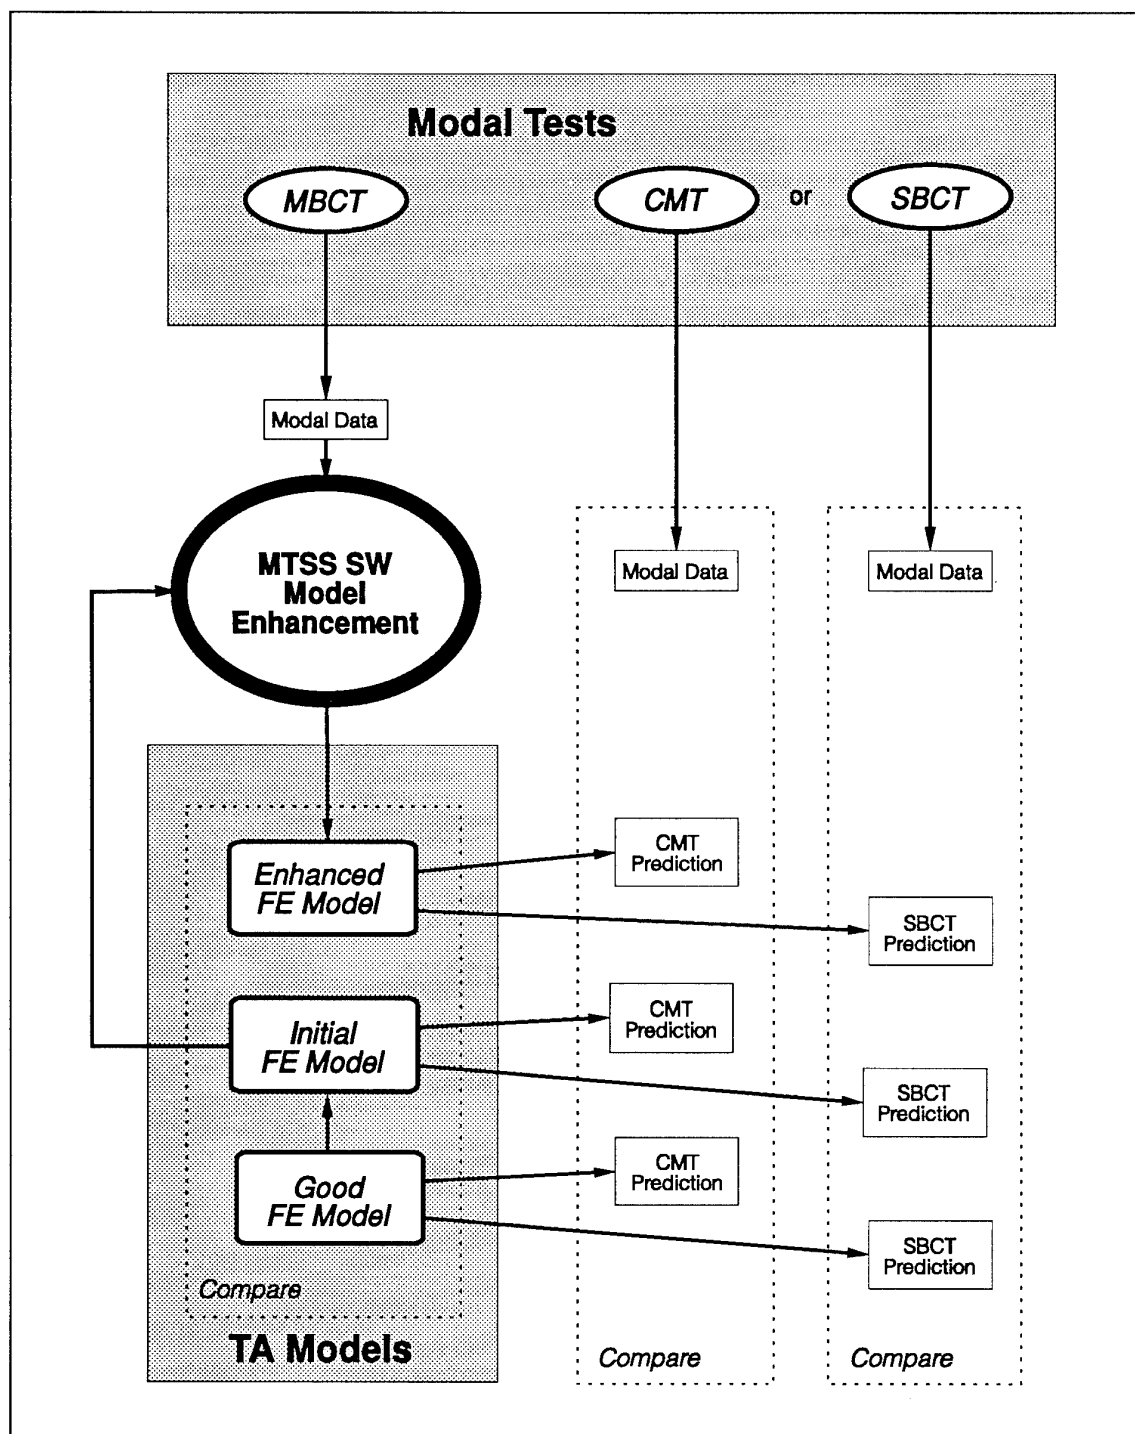 Modal Tests
MBCT
CMT
or
SBCT
Modal Data
MTSS SW
Model
Enhancement
Modal Data
Modal Data
Enhanced
FE Model
CMT
Prediction
SBCT
Prediction
Initial
FE Model
CMT
Prediction
SBCT
Prediction
Good
FE Model
CMT
Prediction
SBCT
Prediction
Compare
TA Models
Compare
Compare